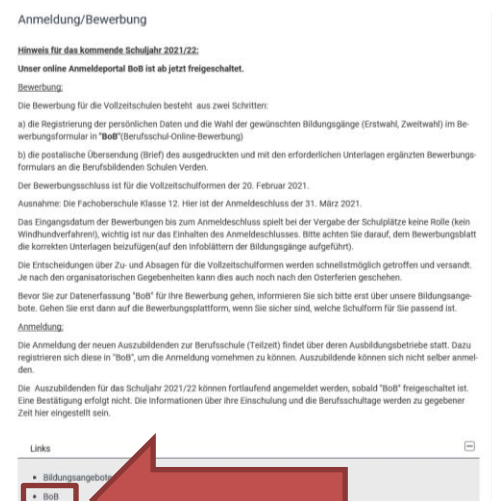 Anmeldung/Bewerbung
Hinweis für das kommende Schuljahr 2021/22:
Unser online Anmeldeportal BoB ist ab jetzt freigeschaltet.
Bewerbung:
Die Bewerbung für die Vollzeitschulen besteht aus zwei Schritten:
a) die Registrierung der persönlichen Daten und die Wahl der gewünschten Bildungsgänge (Erstwahl, Zweitwahl) im Be-
werbungsformular in "BoB"(Berufsschul-Online-Bewerbung)
b) die postalische Übersendung (Brief) des ausgedruckten und mit den erforderlichen Unterlagen ergänzten Bewerbungs-
formulars an die Berufsbildenden Schulen Verden.
Der Bewerbungsschluss ist für die Vollzeitschulformen der 20. Februar 2021.
Ausnahme: Die Fachoberschule Klasse 12. Hier ist der Anmeldeschluss der 31. März 2021.
Das Eingangsdatum der Bewerbungen bis zum Anmeldeschluss spielt bei der Vergabe der Schulplätze keine Rolle (kein
Windhundverfahren!), wichtig ist nur das Einhalten des Anmeldeschlusses. Bitte achten Sie darauf, dem Bewerbungsblatt
die korrekten Unterlagen beizufügen(auf den Infoblättern der Bildungsgänge aufgeführt).
Die Entscheidungen über Zu- und Absagen für die Vollzeitschulformen werden schnellstmöglich getroffen und versandt.
Je nach den organisatorischen Gegebenheiten kann dies auch noch nach den Osterferien geschehen.
Bevor Sie zur Datenerfassung "BoB" für Ihre Bewerbung gehen, informieren Sie sich bitte erst über unsere Bildungsange-
bote. Gehen Sie erst dann auf die Bewerbungsplattform, wenn Sie sicher sind, welche Schulform für Sie passend ist.
Anmeldung:
Die Anmeldung der neuen Auszubildenden zur Berufsschule (Teilzeit) findet über deren Ausbildungsbetriebe statt. Dazu
registrieren sich diese in "BoB", um die Anmeldung vornehmen zu können. Auszubildende können sich nicht selber anmel-
den.
Die Auszubildenden für das Schuljahr 2021/22 können fortlaufend angemeldet werden, sobald "BoB" freigeschaltet ist.
Eine Bestätigung erfolgt nicht. Die Informationen über ihre Einschulung und die Berufsschultage werden zu gegebener
Zeit hier eingestellt sein.
Links
• Bildungsangebote
• BoB